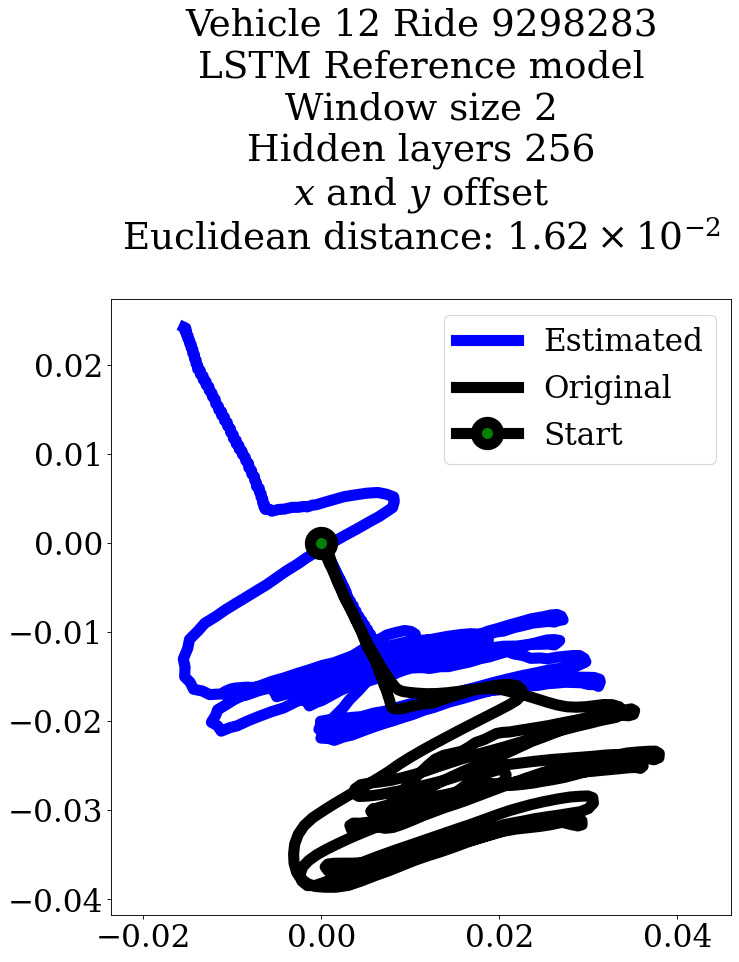 Vehicle 12 Ride 9298283
LSTM Reference model
Window size 2
Hidden layers 256
x and y offset
Euclidean distance: 1.62 × 10⁻²
Estimated
Original
Start
0.02
0.01
0.00
−0.01
−0.02
−0.03
−0.04
−0.02
0.00
0.02
0.04